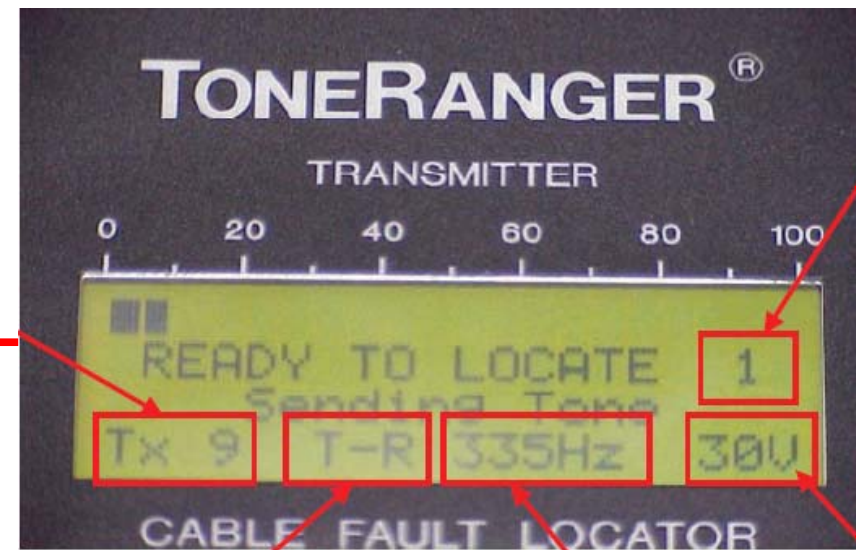 TONERANGER ®
TRANSMITTER
0 20 40 60 80 100
READY TO LOCATE 1
Sending Tone
Tx 9 T-R 335Hz 30V
CABLE FAULT LOCATOR